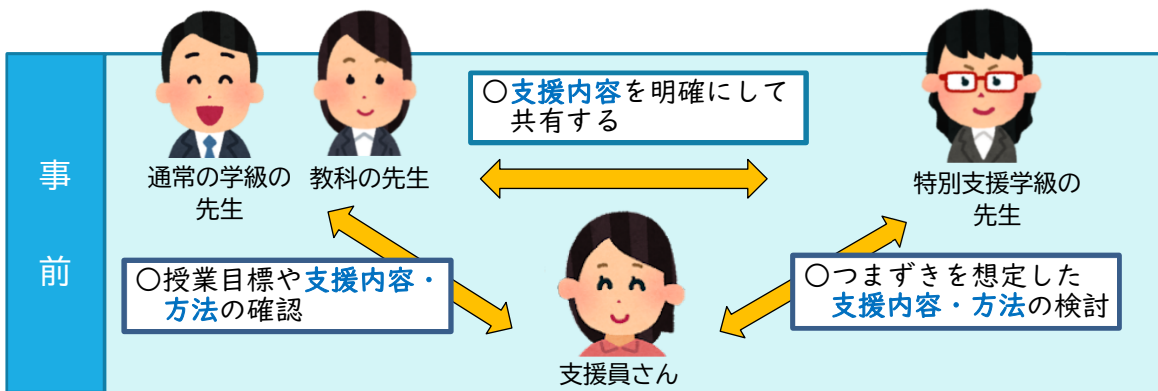 事前
○支援内容を明確にして
共有する
通常の学級の
先生
教科の先生
特別支援学級の
先生
○授業目標や支援内容・
方法の確認
○つまずきを想定した
支援内容・方法の検討
支援員さん